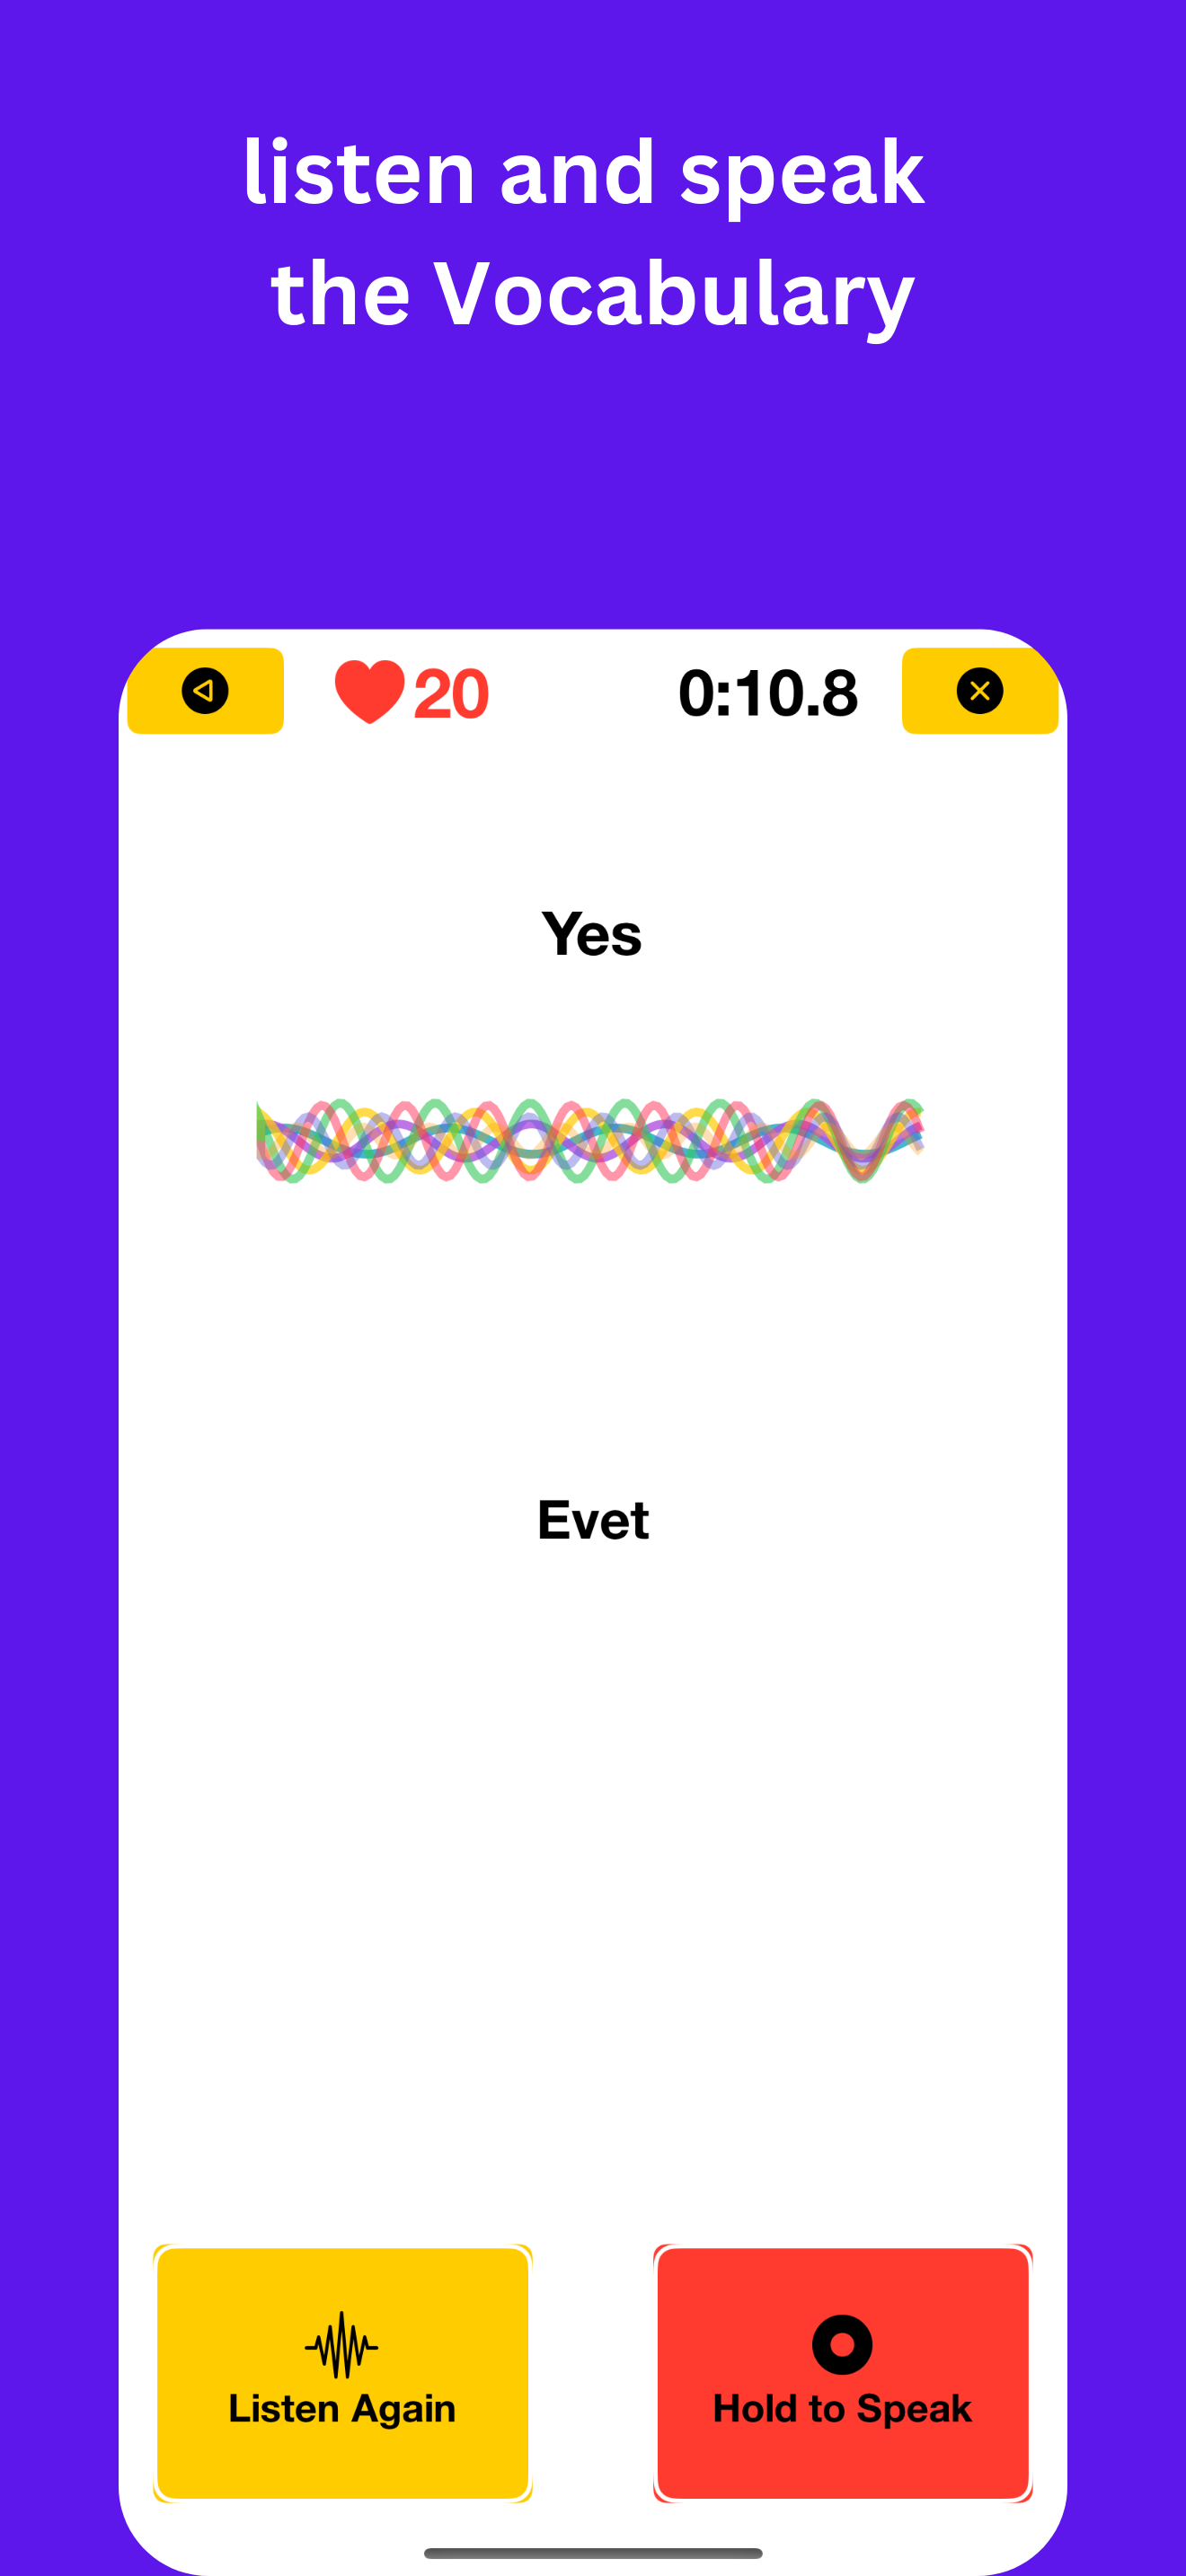 listen and speak
the Vocabulary
20
0:10.8
Yes
Evet
Listen Again
Hold to Speak